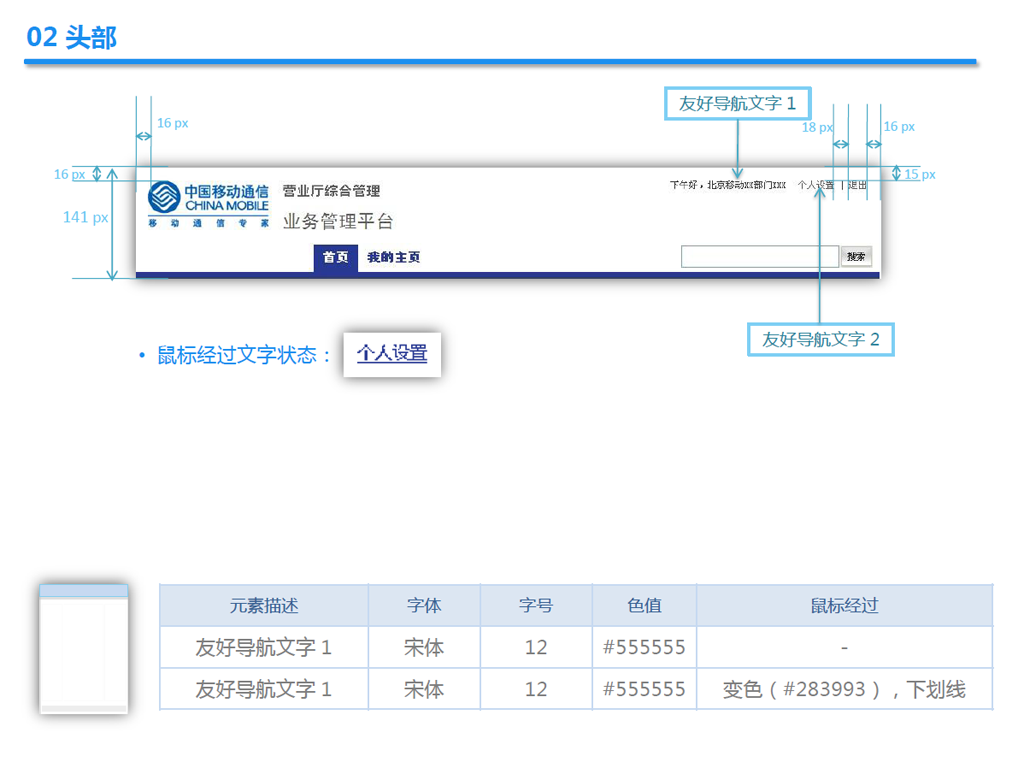 02 头部
友好导航文字 1
16 px
18 px
16 px
16 px
15 px
141 px
中国移动通信
CHINA MOBILE
移动通信专家
营业厅综合管理
业务管理平台
下午好，北京移动XX部门XXX 个人设置 | 退出
首页 我的主页
搜索
友好导航文字 2
• 鼠标经过文字状态： 个人设置
元素描述 字体 字号 色值 鼠标经过
友好导航文字 1 宋体 12 #555555 -
友好导航文字 1 宋体 12 #555555 变色（#283993），下划线